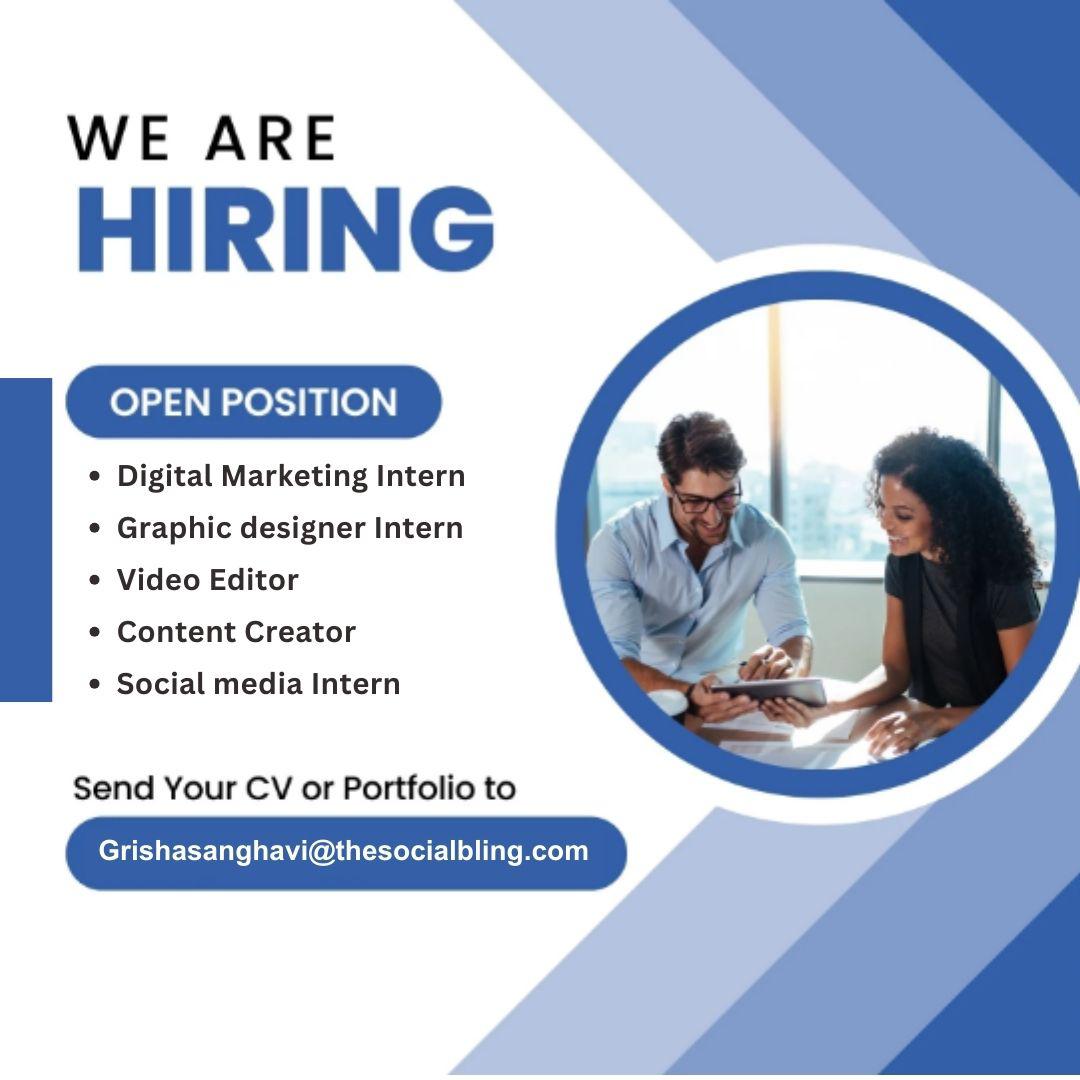 WE ARE
HIRING
OPEN POSITION
• Digital Marketing Intern
• Graphic designer Intern
• Video Editor
• Content Creator
• Social media Intern
Send Your CV or Portfolio to
Grishasanghavi@thesocialbling.com